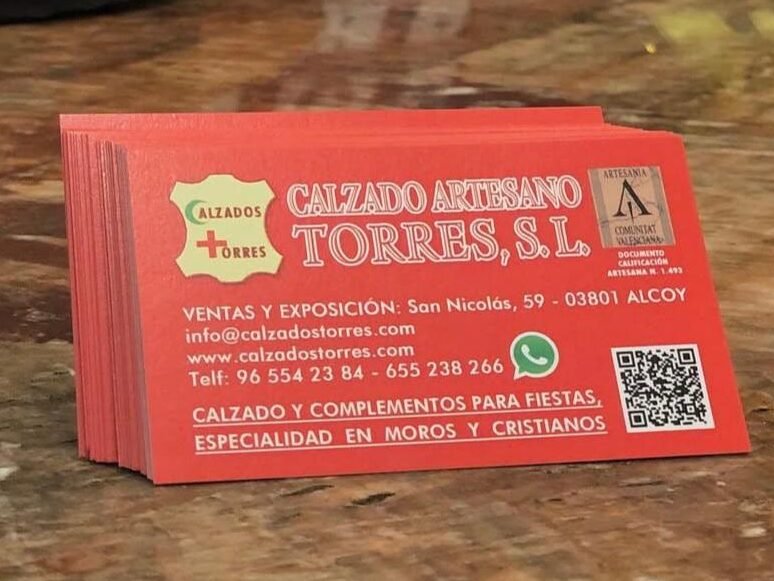 CALZADOS
TORRES
CALZADO ARTESANO
TORRES, S.L.
ARTESANIA
A
COMUNITAT
VALENCIANA
DOCUMENTO
CALIFICACIÓN
ARTESANA N. 1.493
VENTAS Y EXPOSICIÓN: San Nicolás, 59 - 03801 ALCOY
info@calzadostorres.com
www.calzadostorres.com
Telf: 96 554 23 84 - 655 238 266
CALZADO Y COMPLEMENTOS PARA FIESTAS,
ESPECIALIDAD EN MOROS Y CRISTIANOS